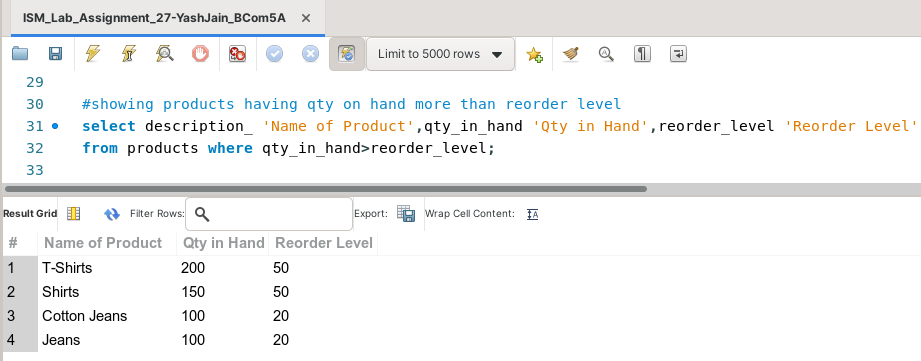 ISM_Lab_Assignment_27-YashJain_BCom5A ×
Limit to 5000 rows
29
30 #showing products having qty on hand more than reorder level
31 select description_ 'Name of Product',qty_in_hand 'Qty in Hand',reorder_level 'Reorder Level'
32 from products where qty_in_hand>reorder_level;
33
Result Grid Filter Rows: Export: Wrap Cell Content:
# Name of Product Qty in Hand Reorder Level
1 T-Shirts 200 50
2 Shirts 150 50
3 Cotton Jeans 100 20
4 Jeans 100 20